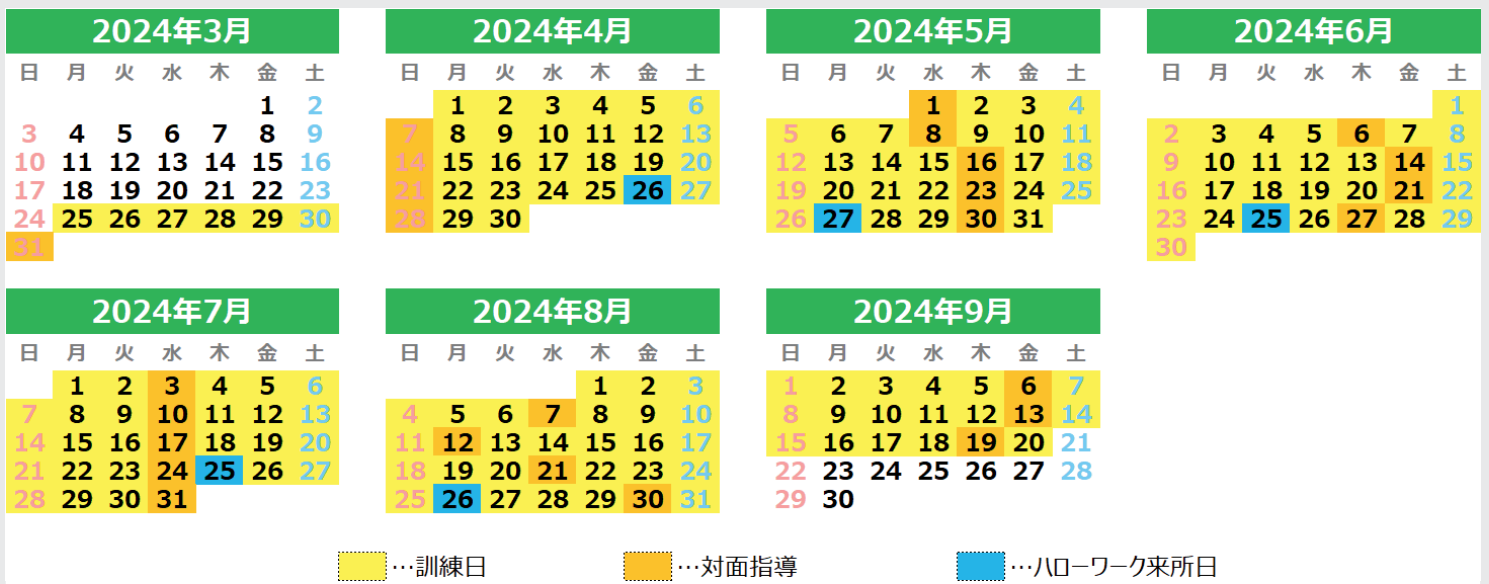 2024年3月 2024年4月 2024年5月 2024年6月
日 月 火 水 木 金 土 日 月 火 水 木 金 土 日 月 火 水 木 金 土 日 月 火 水 木 金 土
1 2 1 2 3 4 5 6 1 2 3 4 1
3 4 5 6 7 8 9 7 8 9 10 11 12 13 5 6 7 8 9 10 11 2 3 4 5 6 7 8
10 11 12 13 14 15 16 14 15 16 17 18 19 20 12 13 14 15 16 17 18 9 10 11 12 13 14 15
17 18 19 20 21 22 23 21 22 23 24 25 26 27 19 20 21 22 23 24 25 16 17 18 19 20 21 22
24 25 26 27 28 29 30 28 29 30 26 27 28 29 30 31 23 24 25 26 27 28 29
31 30
2024年7月 2024年8月 2024年9月
日 月 火 水 木 金 土 日 月 火 水 木 金 土 日 月 火 水 木 金 土
1 2 3 4 5 6 1 2 3 1 2 3 4 5 6 7
7 8 9 10 11 12 13 4 5 6 7 8 9 10 8 9 10 11 12 13 14
14 15 16 17 18 19 20 11 12 13 14 15 16 17 15 16 17 18 19 20 21
21 22 23 24 25 26 27 18 19 20 21 22 23 24 22 23 24 25 26 27 28
28 29 30 31 25 26 27 28 29 30 31 29 30
…訓練日 …対面指導 …ハローワーク来所日